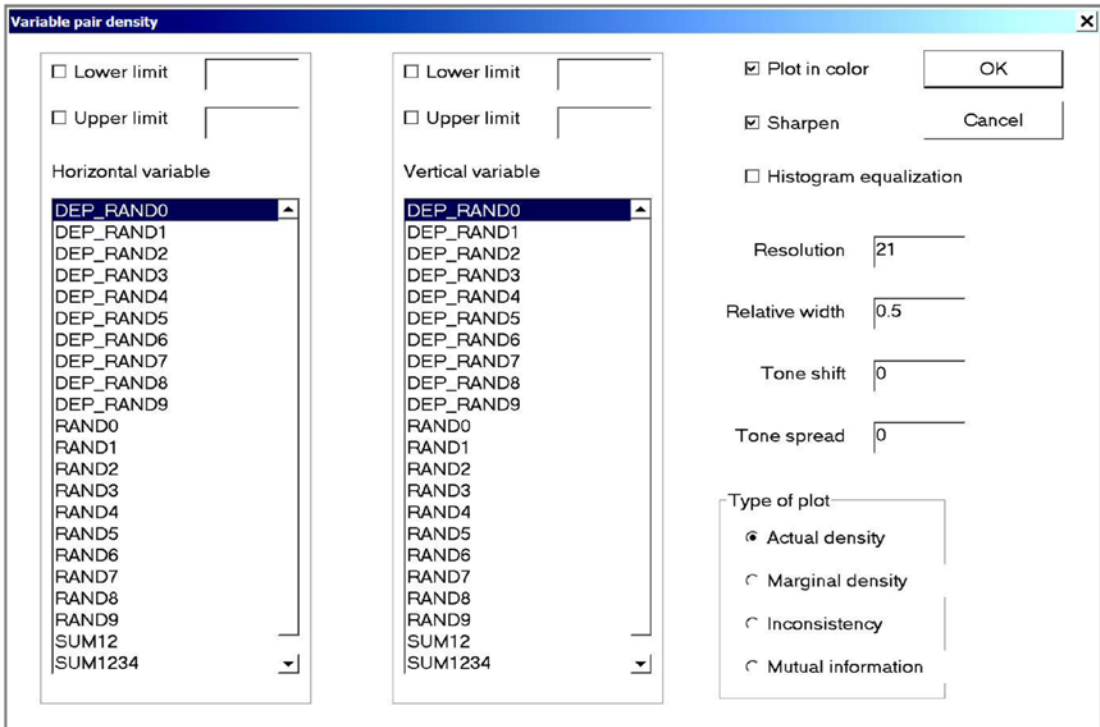 Variable pair density
Lower limit
Upper limit
Horizontal variable
DEP_RAND0
DEP_RAND1
DEP_RAND2
DEP_RAND3
DEP_RAND4
DEP_RAND5
DEP_RAND6
DEP_RAND7
DEP_RAND8
DEP_RAND9
RAND0
RAND1
RAND2
RAND3
RAND4
RAND5
RAND6
RAND7
RAND8
RAND9
SUM12
SUM1234
Lower limit
Upper limit
Vertical variable
DEP_RAND0
DEP_RAND1
DEP_RAND2
DEP_RAND3
DEP_RAND4
DEP_RAND5
DEP_RAND6
DEP_RAND7
DEP_RAND8
DEP_RAND9
RAND0
RAND1
RAND2
RAND3
RAND4
RAND5
RAND6
RAND7
RAND8
RAND9
SUM12
SUM1234
Plot in color
OK
Sharpen
Cancel
Histogram equalization
Resolution 21
Relative width 0.5
Tone shift 0
Tone spread 0
Type of plot
Actual density
Marginal density
Inconsistency
Mutual information